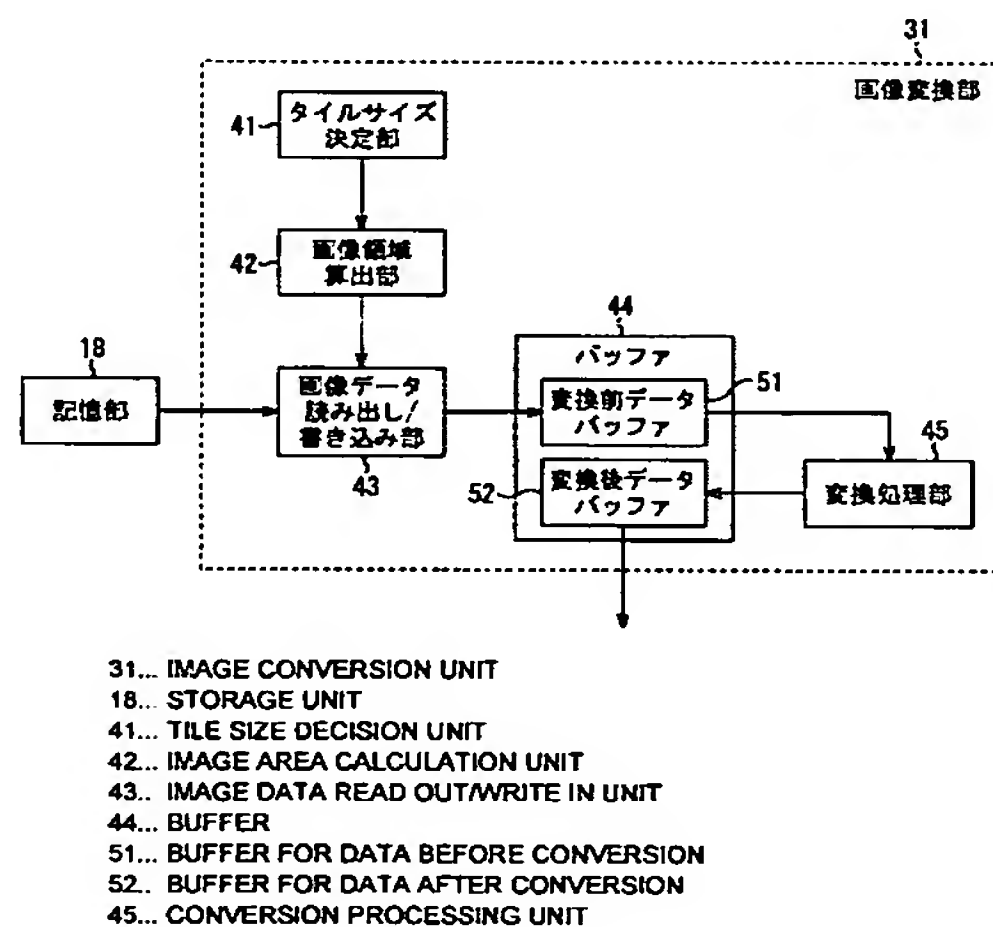 31
画像変換部
41
タイルサイズ
決定部
42
画像領域
算出部
18
記憶部
画像データ
読み出し/
書き込み部
43
44
バッファ
変換前データ
バッファ
51
変換後データ
バッファ
52
45
変換処理部
31... IMAGE CONVERSION UNIT
18... STORAGE UNIT
41... TILE SIZE DECISION UNIT
42... IMAGE AREA CALCULATION UNIT
43.. IMAGE DATA READ OUT/WRITE IN UNIT
44... BUFFER
51... BUFFER FOR DATA BEFORE CONVERSION
52.. BUFFER FOR DATA AFTER CONVERSION
45... CONVERSION PROCESSING UNIT